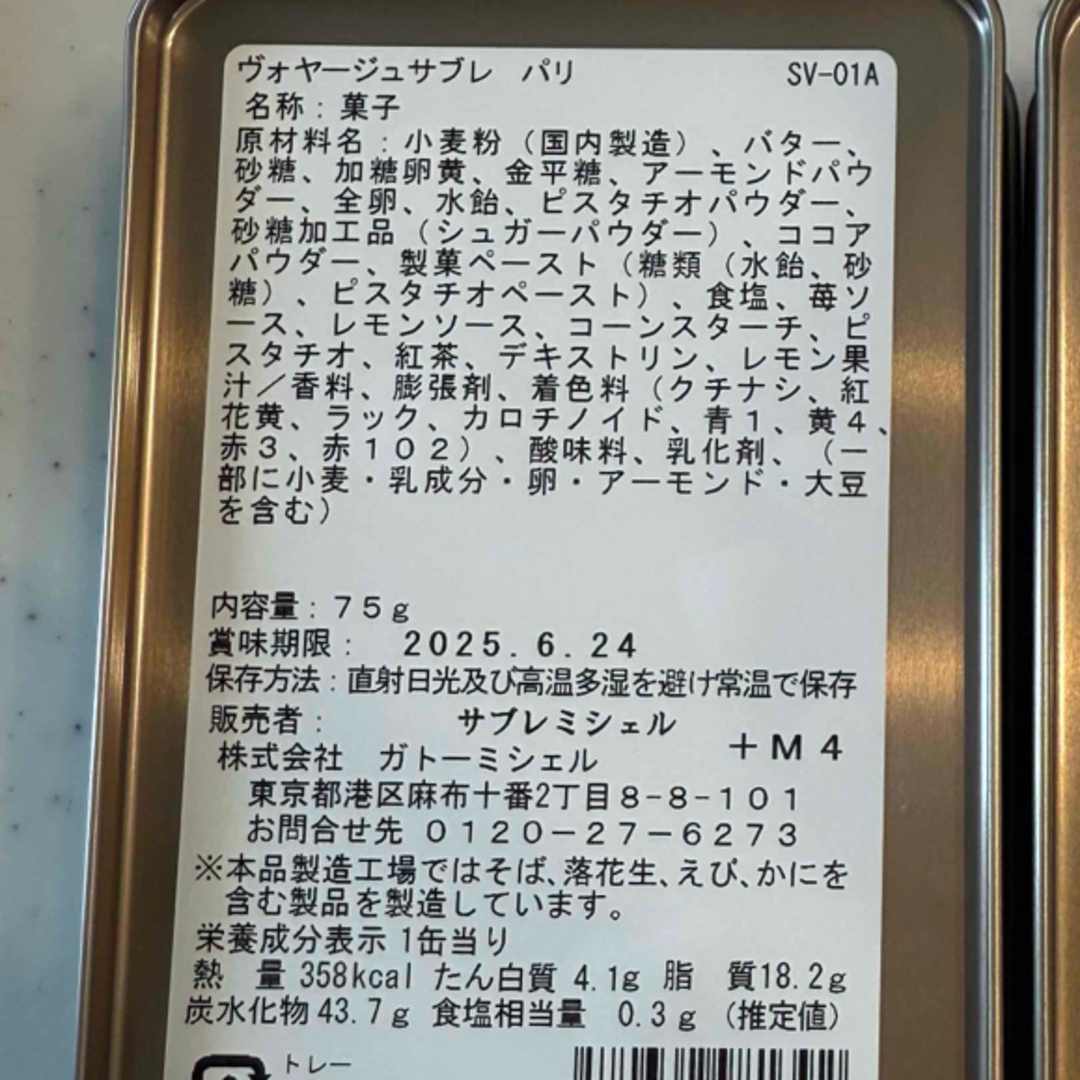 ヴォヤージュサブレ　パリ　SV-01A
名称：菓子
原材料名：小麦粉（国内製造）、バター、
砂糖、加糖卵黄、金平糖、アーモンドパウ
ダー、全卵、水飴、ピスタチオパウダー、
砂糖加工品（シュガーパウダー）、ココア
パウダー、製菓ペースト（糖類（水飴、砂
糖）、ピスタチオペースト）、食塩、苺ソ
ース、レモンソース、コーンスターチ、ピ
スタチオ、紅茶、デキストリン、レモン果
汁／香料、膨張剤、着色料（クチナシ、紅
花黄、ラック、カロチノイド、青１、黄４、
赤３、赤１０２）、酸味料、乳化剤、（一
部に小麦・乳成分・卵・アーモンド・大豆
を含む）
内容量：７５ｇ
賞味期限：　2025.6.24
保存方法：直射日光及び高温多湿を避け常温で保存
販売者：　サブレミシェル
株式会社　ガトーミシェル　＋Ｍ４
東京都港区麻布十番2丁目８-８-１０１
お問合せ先 ０１２０－２７－６２７３
※本品製造工場ではそば、落花生、えび、かにを
含む製品を製造しています。
栄養成分表示 1缶当り
熱　量 358kcal たん白質 4.1g 脂　質18.2g
炭水化物 43.7ｇ 食塩相当量　0.3ｇ（推定値）
トレー